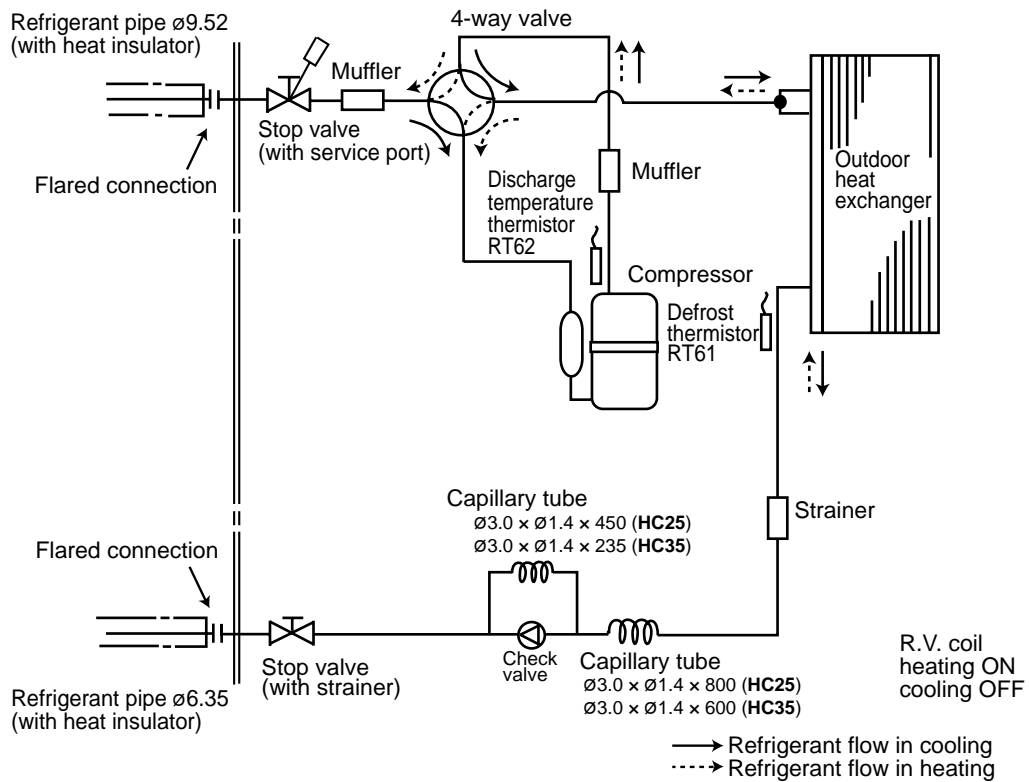 Refrigerant pipe ø9.52
(with heat insulator)
4-way valve
Muffler
Stop valve
(with service port)
Flared connection
Discharge
temperature
thermistor
RT62
Muffler
Outdoor
heat
exchanger
Compressor
Defrost
thermistor
RT61
Capillary tube
Ø3.0 × Ø1.4 × 450 (HC25)
Ø3.0 × Ø1.4 × 235 (HC35)
Strainer
Flared connection
Stop valve
(with strainer)
Check
valve
Capillary tube
Ø3.0 × Ø1.4 × 800 (HC25)
Ø3.0 × Ø1.4 × 600 (HC35)
R.V. coil
heating ON
cooling OFF
Refrigerant pipe ø6.35
(with heat insulator)
Refrigerant flow in cooling
Refrigerant flow in heating